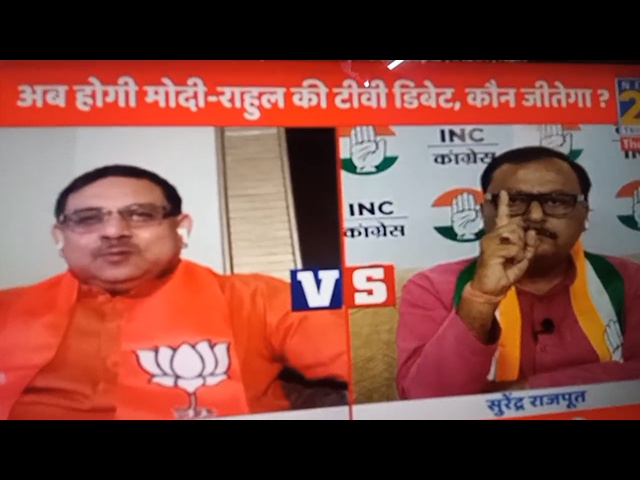 अब होगी मोदी-राहुल की टीवी डिबेट, कौन जीतेगा ?
INC
कांग्रेस
INC
कांग्रेस
VS
सुरेंद्र राजपूत